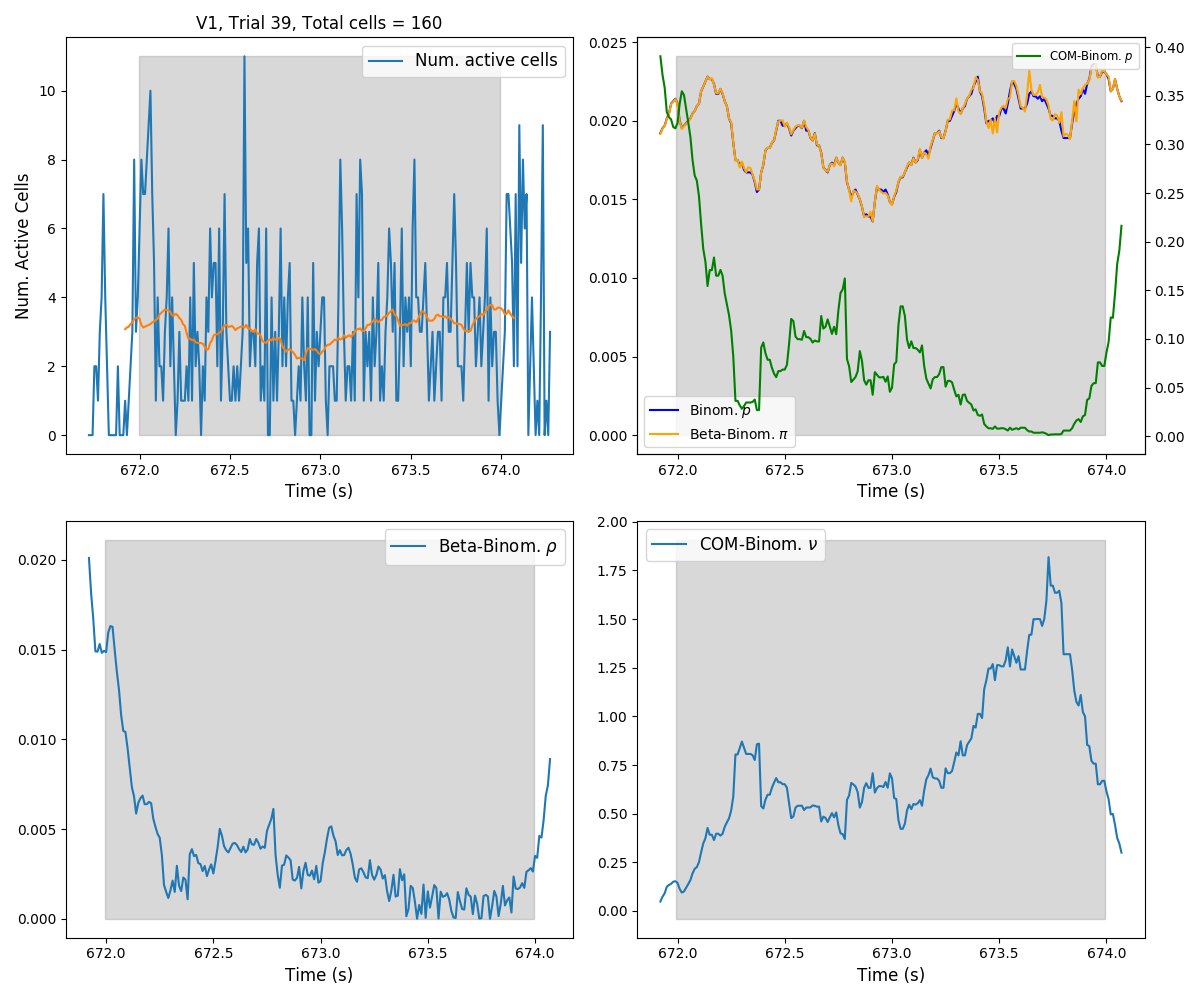 V1, Trial 39, Total cells = 160
Num. active cells
Num. Active Cells
10
8
6
4
2
0
672.0 672.5 673.0 673.5 674.0
Time (s)
COM-Binom. p
Binom. p
Beta-Binom. π
0.025
0.020
0.015
0.010
0.005
0.000
0.40
0.35
0.30
0.25
0.20
0.15
0.10
0.05
0.00
672.0 672.5 673.0 673.5 674.0
Time (s)
Beta-Binom. ρ
0.020
0.015
0.010
0.005
0.000
672.0 672.5 673.0 673.5 674.0
Time (s)
COM-Binom. ν
2.00
1.75
1.50
1.25
1.00
0.75
0.50
0.25
0.00
672.0 672.5 673.0 673.5 674.0
Time (s)